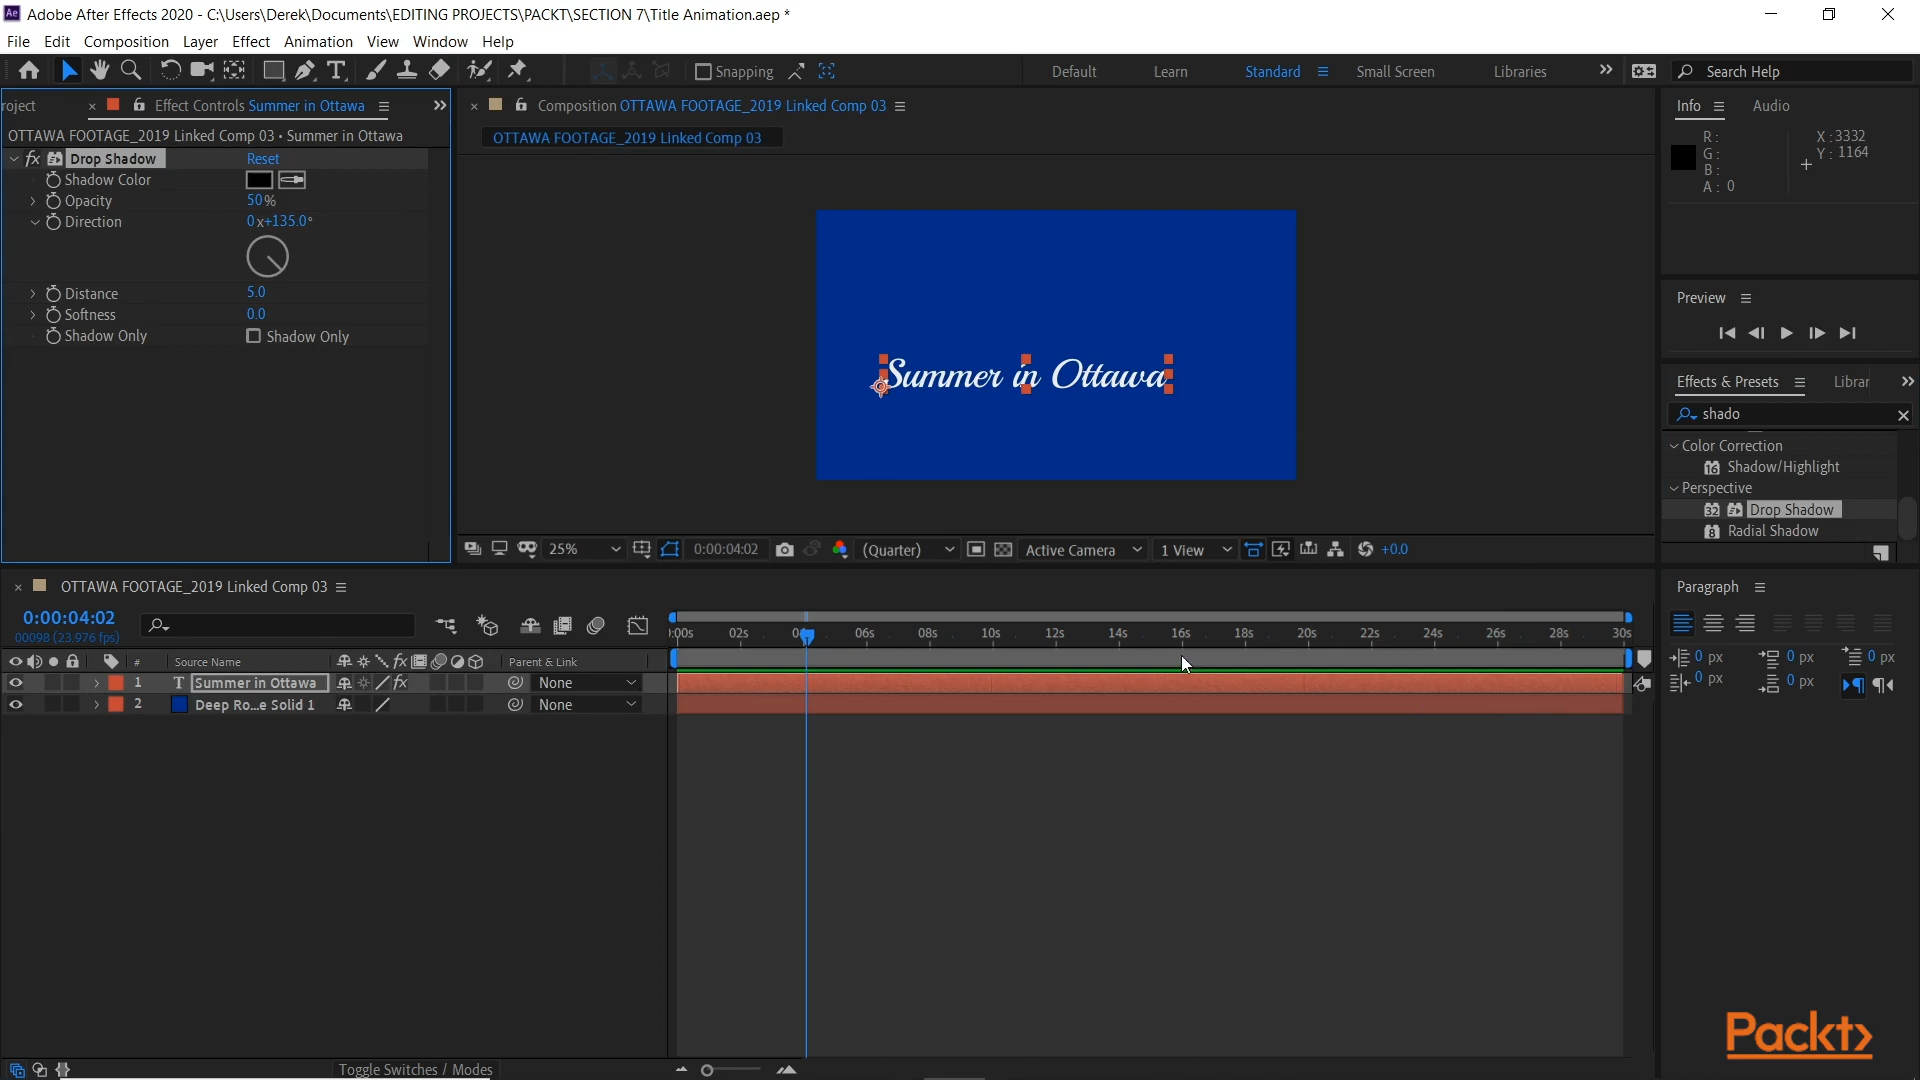 Adobe After Effects 2020 - C:\Users\Derek\Documents\EDITING PROJECTS\PACKT\SECTION 7\Title Animation.aep *
File Edit Composition Layer Effect Animation View Window Help
Snapping Default Learn Standard Small Screen Libraries Search Help
roject Effect Controls Summer in Ottawa
OTTAWA FOOTAGE_2019 Linked Comp 03 • Summer in Ottawa
fx Drop Shadow Reset
Shadow Color
Opacity 50%
Direction 0x+135.0°
Distance 5.0
Softness 0.0
Shadow Only Shadow Only
Composition OTTAWA FOOTAGE_2019 Linked Comp 03
OTTAWA FOOTAGE_2019 Linked Comp 03
Summer in Ottawa
25% 0:00:04:02 (Quarter) Active Camera 1 View +0.0
Info Audio
R: X:3332
G: Y: 1164
B:
A: 0
Preview
Effects & Presets Librar
shado
Color Correction
16 Shadow/Highlight
Perspective
32 Drop Shadow
8 Radial Shadow
OTTAWA FOOTAGE_2019 Linked Comp 03
0:00:04:02
00098 (23.976 fps)
:00s 02s 04 06s 08s 10s 12s 14s 16s 18s 20s 22s 24s 26s 28s 30s
# Source Name fx Parent & Link
1 T Summer in Ottawa fx None
2 Deep Ro...e Solid 1 None
Toggle Switches / Modes
Paragraph
0 px 0 px 0 px
0 px 0 px
Packt>